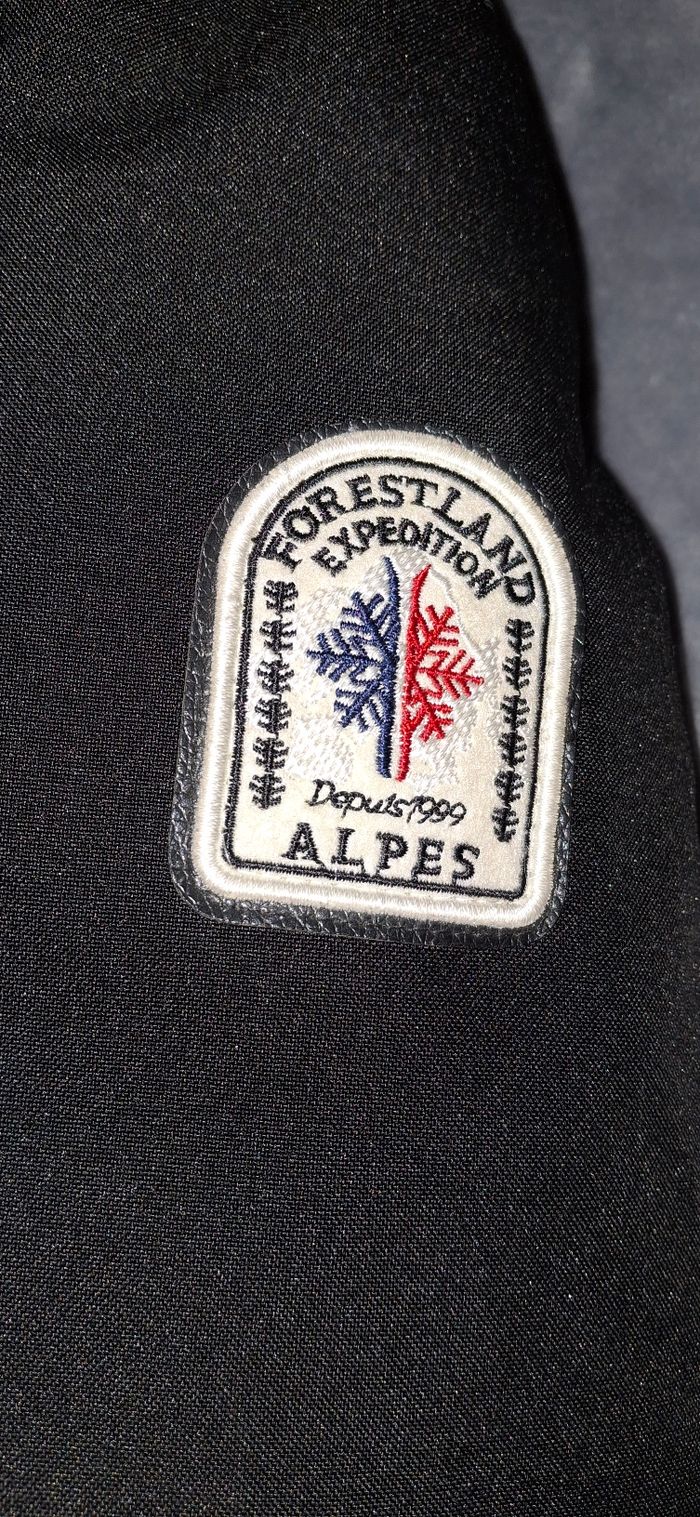 FORESTLAND
EXPEDITION
Depuis 1999
ALPES